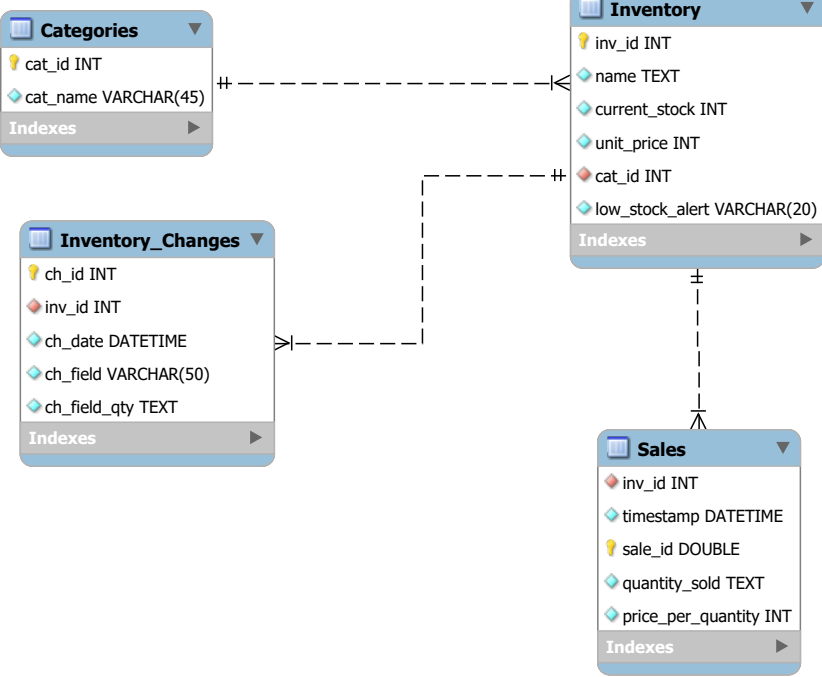 Categories
cat_id INT
cat_name VARCHAR(45)
Indexes
Inventory
inv_id INT
name TEXT
current_stock INT
unit_price INT
cat_id INT
low_stock_alert VARCHAR(20)
Indexes
Inventory_Changes
ch_id INT
inv_id INT
ch_date DATETIME
ch_field VARCHAR(50)
ch_field_qty TEXT
Indexes
Sales
inv_id INT
timestamp DATETIME
sale_id DOUBLE
quantity_sold TEXT
price_per_quantity INT
Indexes